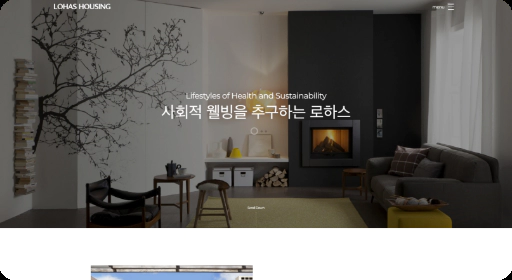 LOHAS HOUSING
menu
Lifestyles of Health and Sustainability
사회적 웰빙을 추구하는 로하스
Scroll Down